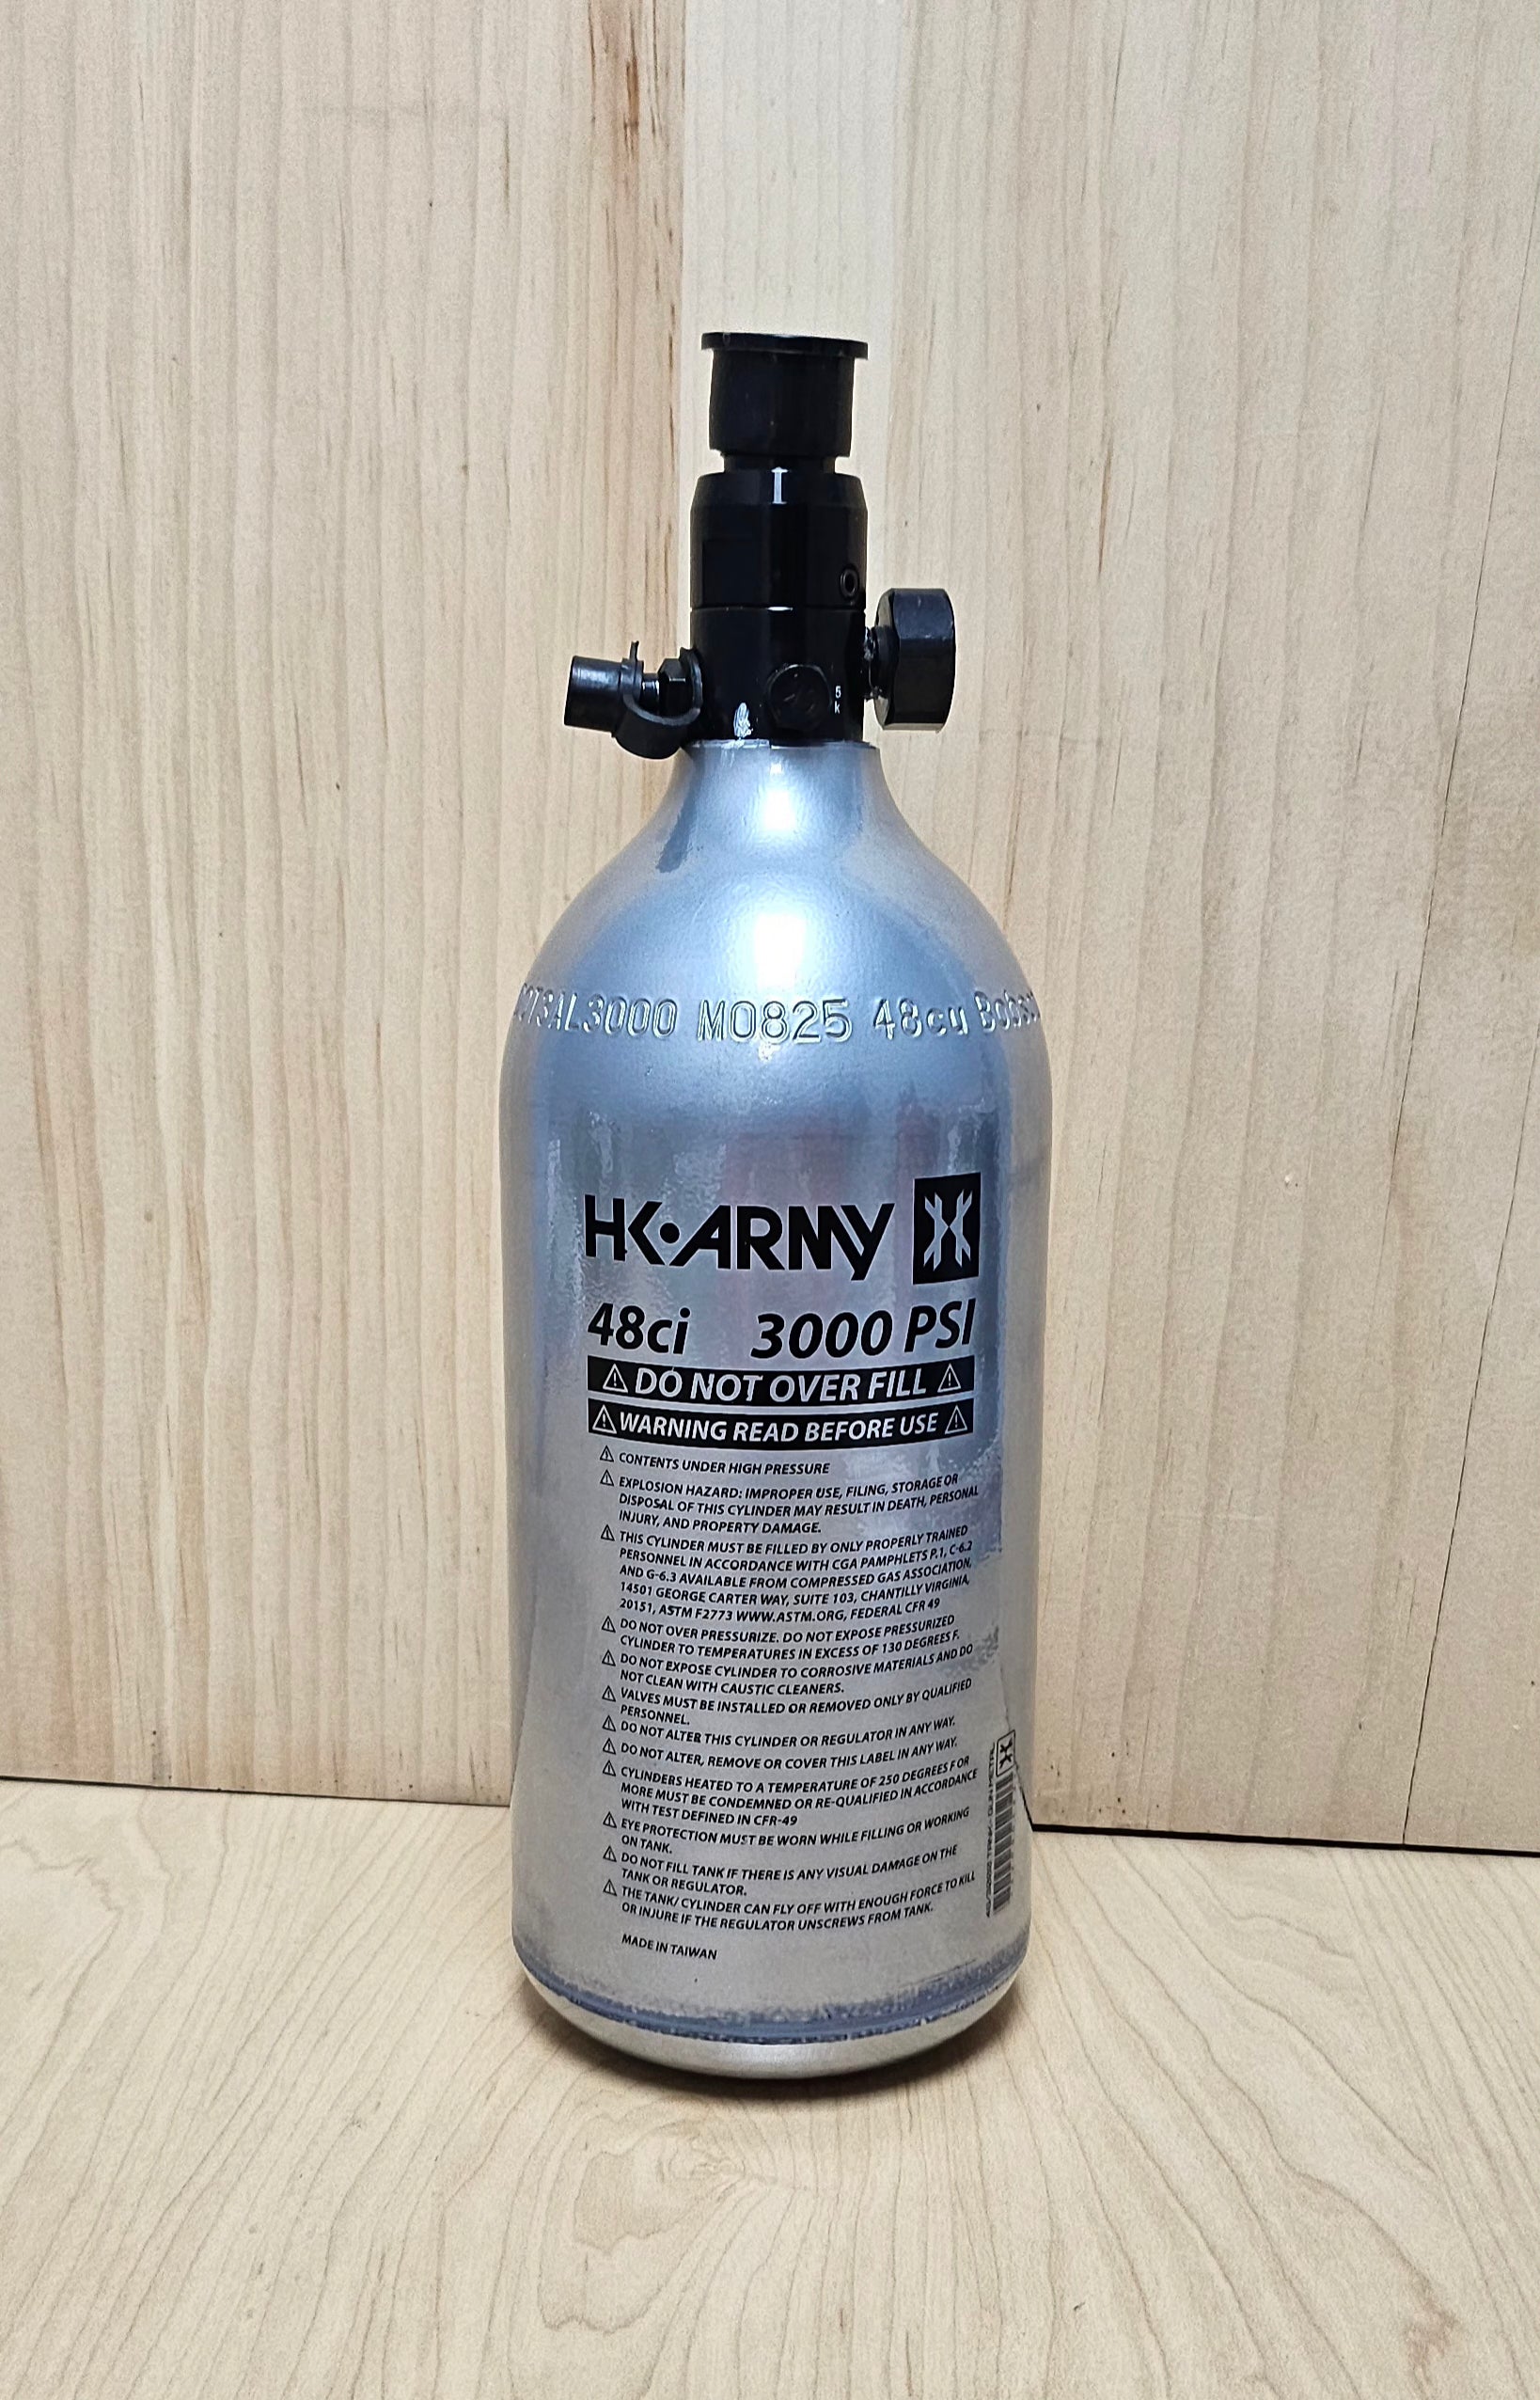 5
k
3AL3000 M0825 48cu
HK•ARMY
48ci 3000 PSI
DO NOT OVER FILL
WARNING READ BEFORE USE
CONTENTS UNDER HIGH PRESSURE
EXPLOSION HAZARD: IMPROPER USE, FILING, STORAGE OR
DISPOSAL OF THIS CYLINDER MAY RESULT IN DEATH, PERSONAL
INJURY, AND PROPERTY DAMAGE.
THIS CYLINDER MUST BE FILLED BY ONLY PROPERLY TRAINED
PERSONNEL IN ACCORDANCE WITH CGA PAMPHLETS P.1, C-6.2
AND G-6.3 AVAILABLE FROM COMPRESSED GAS ASSOCIATION,
14501 GEORGE CARTER WAY, SUITE 103, CHANTILLY VIRGINIA,
20151, ASTM F2773 WWW.ASTM.ORG, FEDERAL CFR 49
DO NOT OVER PRESSURIZE. DO NOT EXPOSE PRESSURIZED
CYLINDER TO TEMPERATURES IN EXCESS OF 130 DEGREES F.
DO NOT EXPOSE CYLINDER TO CORROSIVE MATERIALS AND DO
NOT CLEAN WITH CAUSTIC CLEANERS.
VALVES MUST BE INSTALLED OR REMOVED ONLY BY QUALIFIED
PERSONNEL.
DO NOT ALTER THIS CYLINDER OR REGULATOR IN ANY WAY.
DO NOT ALTER, REMOVE OR COVER THIS LABEL IN ANY WAY.
CYLINDERS HEATED TO A TEMPERATURE OF 250 DEGREES F OR
MORE MUST BE CONDEMNED OR RE-QUALIFIED IN ACCORDANCE
WITH TEST DEFINED IN CFR-49
EYE PROTECTION MUST BE WORN WHILE FILLING OR WORKING
ON TANK.
DO NOT FILL TANK IF THERE IS ANY VISUAL DAMAGE ON THE
TANK OR REGULATOR.
THE TANK/ CYLINDER CAN FLY OFF WITH ENOUGH FORCE TO KILL
OR INJURE IF THE REGULATOR UNSCREWS FROM TANK.
MADE IN TAIWAN
TANK - GUN METAL